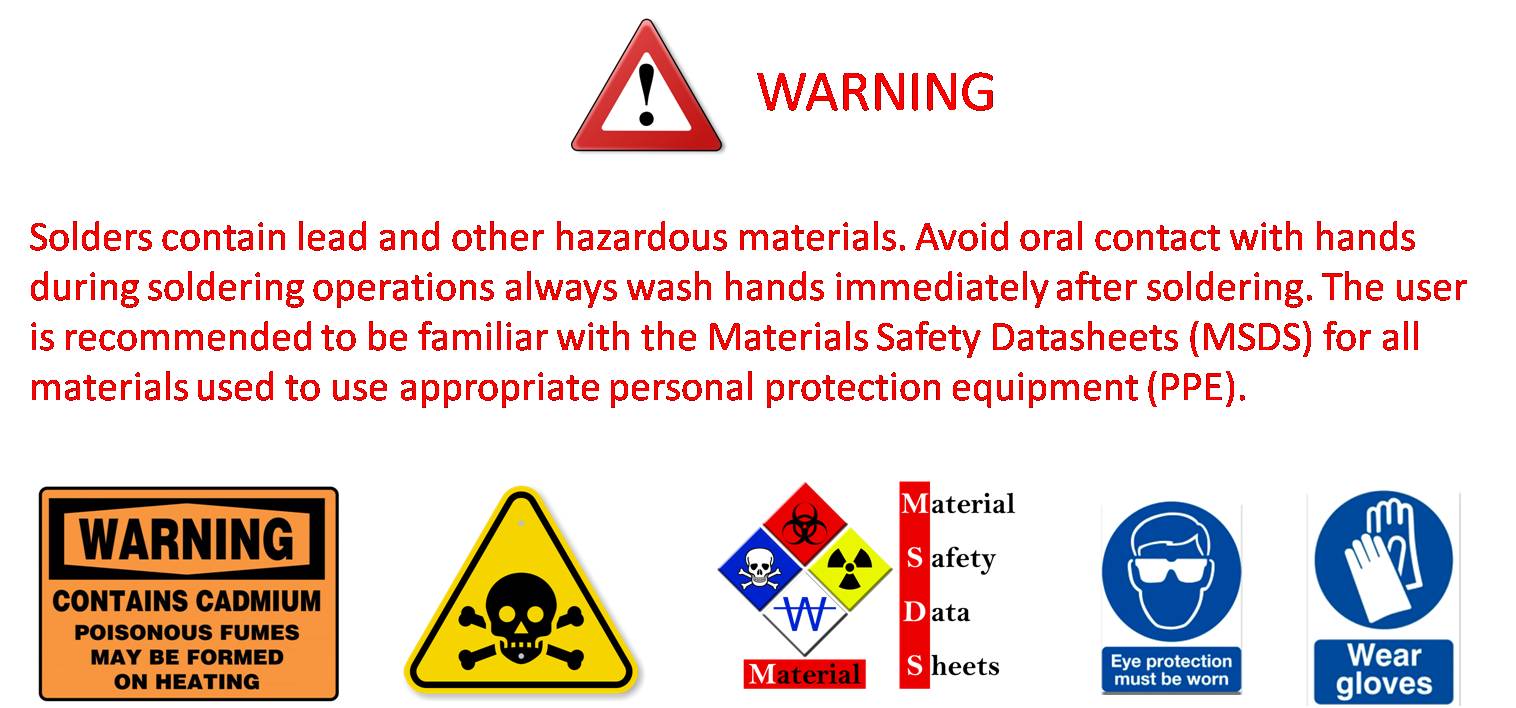 WARNING
Solders contain lead and other hazardous materials. Avoid oral contact with hands
during soldering operations always wash hands immediately after soldering. The user
is recommended to be familiar with the Materials Safety Datasheets (MSDS) for all
materials used to use appropriate personal protection equipment (PPE).
WARNING
CONTAINS CADMIUM
POISONOUS FUMES
MAY BE FORMED
ON HEATING
W
Material
Material
Safety
Data
Sheets
Eye protection
must be worn
Wear
gloves